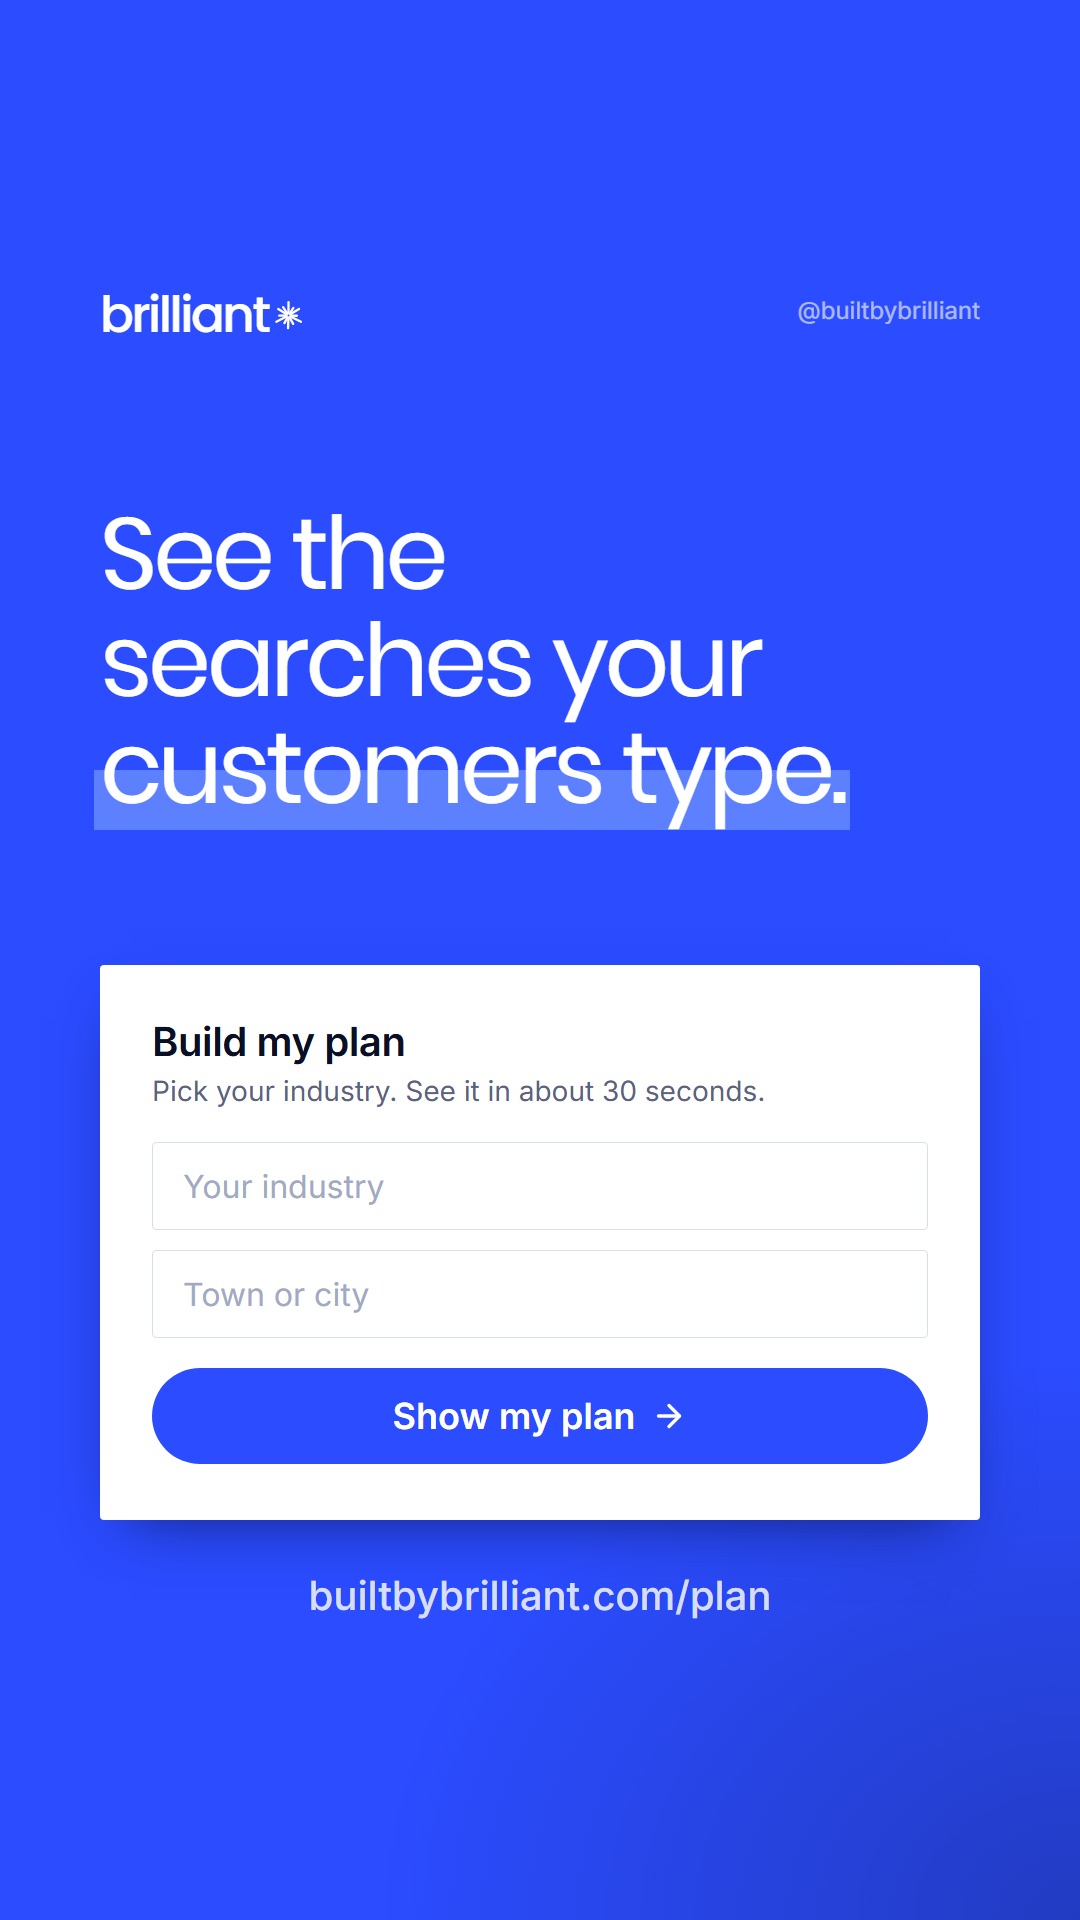 brilliant
@builtbybrilliant
See the
searches your
customers type.
Build my plan
Pick your industry. See it in about 30 seconds.
Your industry
Town or city
Show my plan →
builtbybrilliant.com/plan